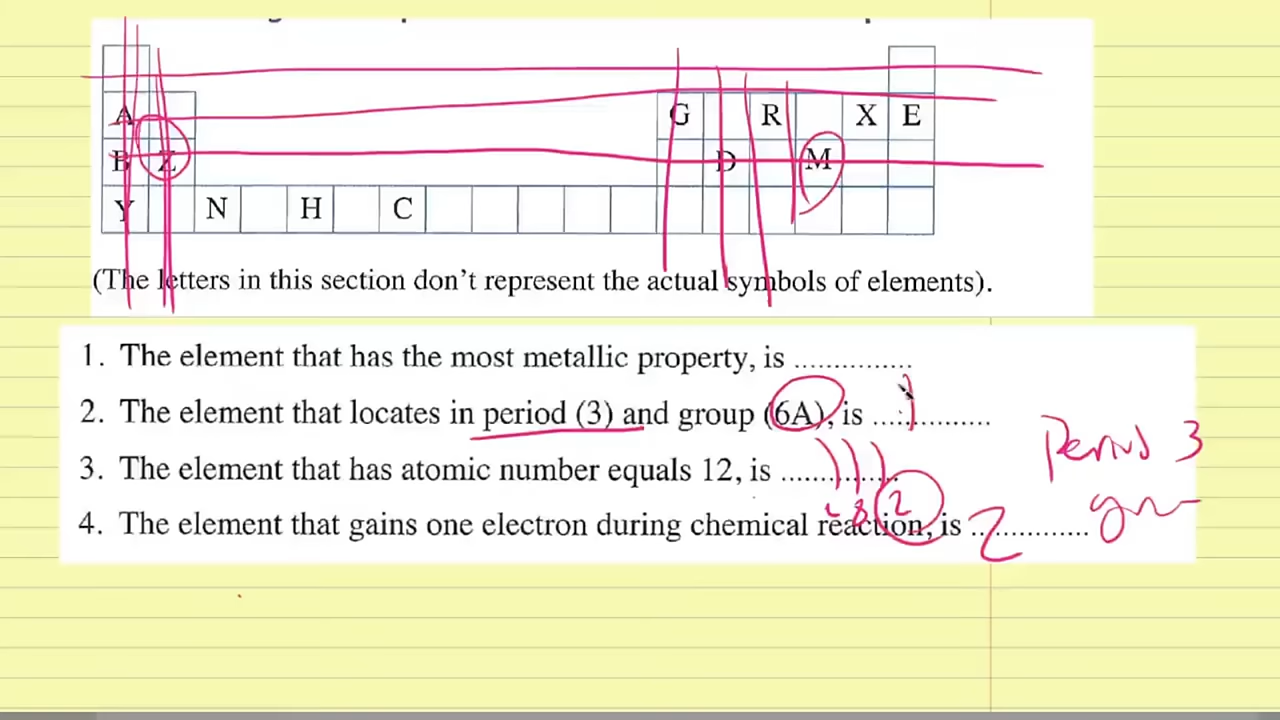 G R X E
A
B Z D M
Y N H C
(The letters in this section don't represent the actual symbols of elements).
1. The element that has the most metallic property, is ...............
2. The element that locates in period (3) and group (6A), is ...............
3. The element that has atomic number equals 12, is ...............
2 8 2
4. The element that gains one electron during chemical reaction, is ...............
2
Period 3